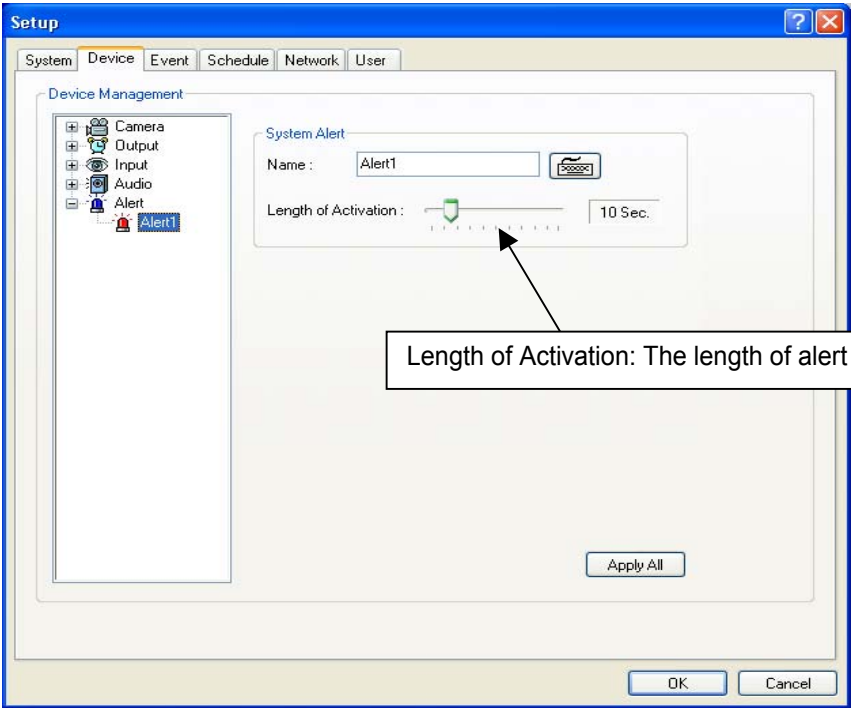 Setup
System Device Event Schedule Network User
Device Management
Camera
Output
Input
Audio
Alert
Alert1
System Alert
Name : Alert1
Length of Activation : 10 Sec.
Length of Activation: The length of alert
Apply All
OK Cancel